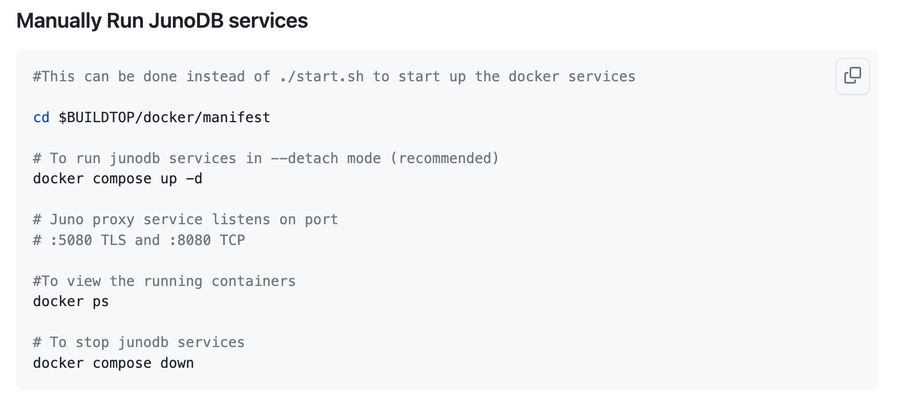 Manually Run JunoDB services
#This can be done instead of ./start.sh to start up the docker services
cd $BUILDTOP/docker/manifest
# To run junodb services in --detach mode (recommended)
docker compose up -d
# Juno proxy service listens on port
# :5080 TLS and :8080 TCP
#To view the running containers
docker ps
# To stop junodb services
docker compose down